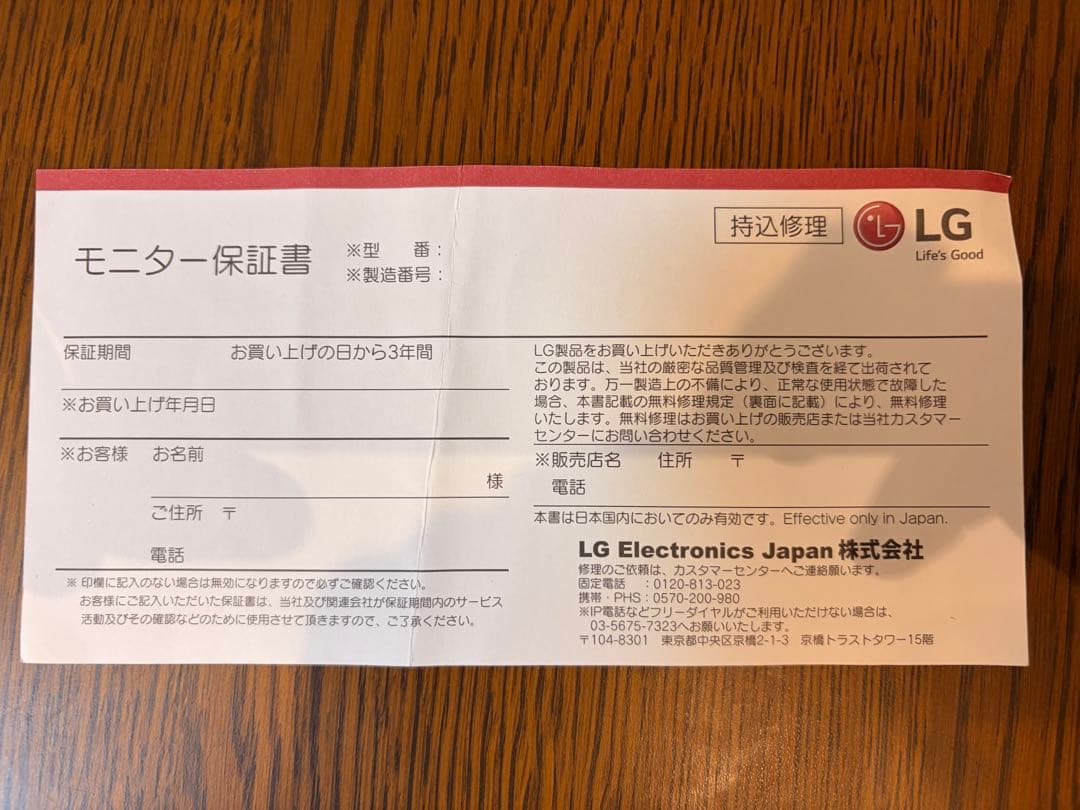 持込修理
LG
Life's Good
モニター保証書
※型　番：
※製造番号：
保証期間　お買い上げの日から3年間
※お買い上げ年月日
※お客様　お名前
様
ご住所　〒
電話
※ 印欄に記入のない場合は無効になりますので必ずご確認ください。
お客様にご記入いただいた保証書は、当社及び関連会社が保証期間内のサービス
活動及びその確認などのために使用させて頂きますので、ご了承ください。
LG製品をお買い上げいただきありがとうございます。
この製品は、当社の厳密な品質管理及び検査を経て出荷されて
おります。万一製造上の不備により、正常な使用状態で故障した
場合、本書記載の無料修理規定（裏面に記載）により、無料修理
いたします。無料修理はお買い上げの販売店または当社カスタマー
センターにお問い合わせください。
※販売店名　住所　〒
電話
本書は日本国内においてのみ有効です。Effective only in Japan.
LG Electronics Japan 株式会社
修理のご依頼は、カスタマーセンターへご連絡願います。
固定電話　：0120-813-023
携帯・PHS：0570-200-980
※IP電話などフリーダイヤルがご利用いただけない場合は、
03-5675-7323へお願いいたします。
〒104-8301　東京都中央区京橋2-1-3　京橋トラストタワー15階